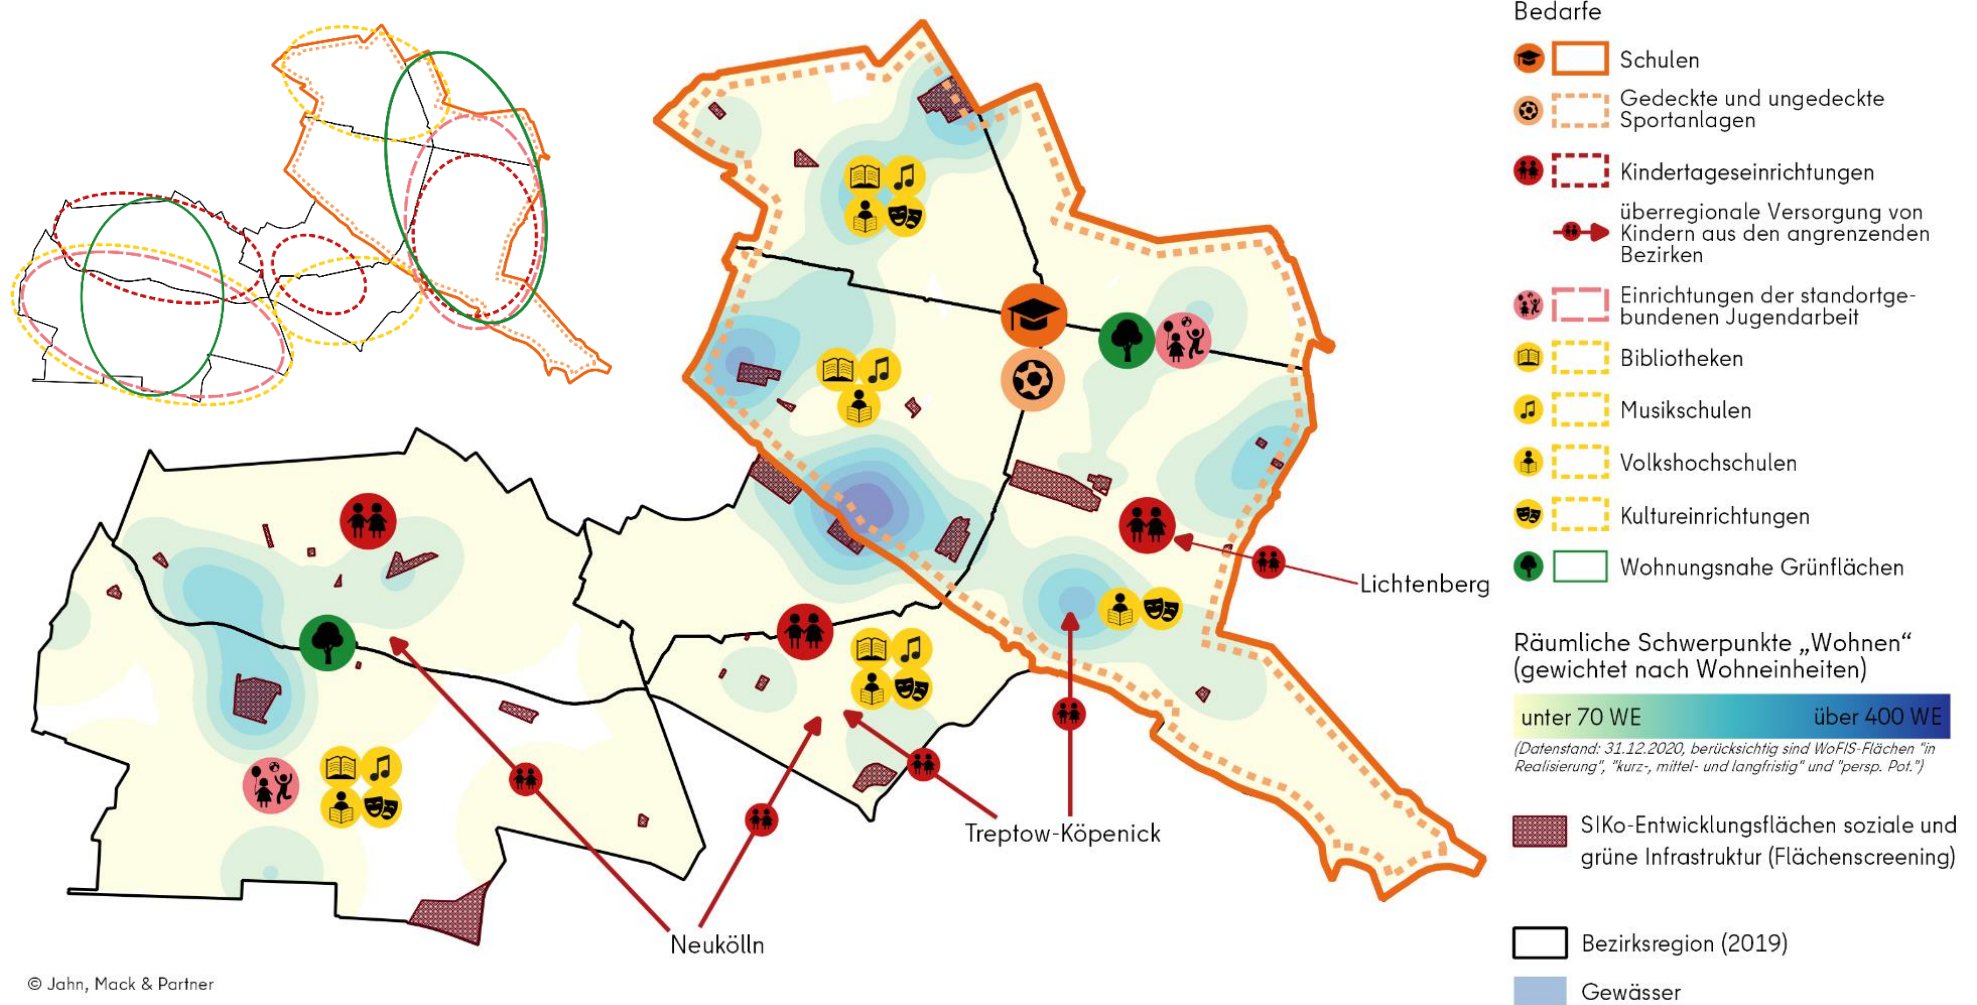 Bedarfe
Schulen
Gedeckte und ungedeckte
Sportanlagen
Kindertageseinrichtungen
überregionale Versorgung von
Kindern aus den angrenzenden
Bezirken
Einrichtungen der standortge-
bundenen Jugendarbeit
Bibliotheken
Musikschulen
Volkshochschulen
Kultureinrichtungen
Wohnungsnahe Grünflächen
Räumliche Schwerpunkte „Wohnen“
(gewichtet nach Wohneinheiten)
unter 70 WE
über 400 WE
(Datenstand: 31.12.2020, berücksichtig sind WoFIS-Flächen "in
Realisierung", "kurz-, mittel- und langfristig" und "persp. Pot.")
SIKo-Entwicklungsflächen soziale und
grüne Infrastruktur (Flächenscreening)
Bezirksregion (2019)
Gewässer
Lichtenberg
Treptow-Köpenick
Neukölln
© Jahn, Mack & Partner